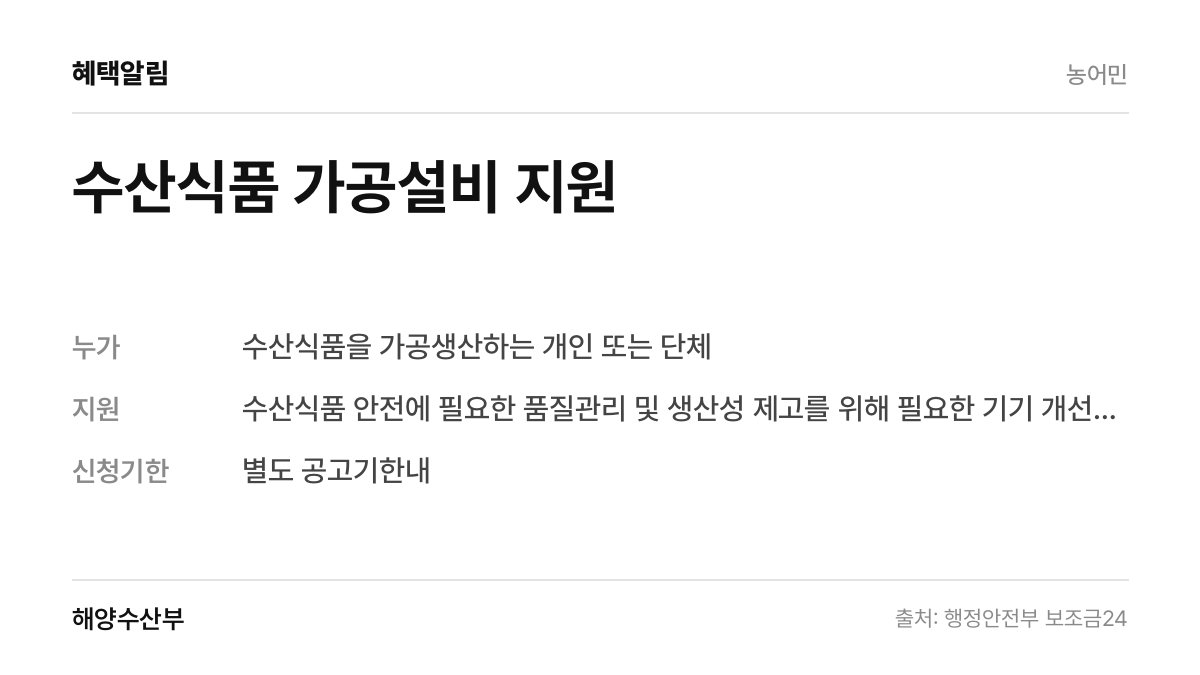 혜택알림
농어민
수산식품 가공설비 지원
누가 수산식품을 가공생산하는 개인 또는 단체
지원 수산식품 안전에 필요한 품질관리 및 생산성 제고를 위해 필요한 기기 개선...
신청기한 별도 공고기한내
해양수산부
출처: 행정안전부 보조금24